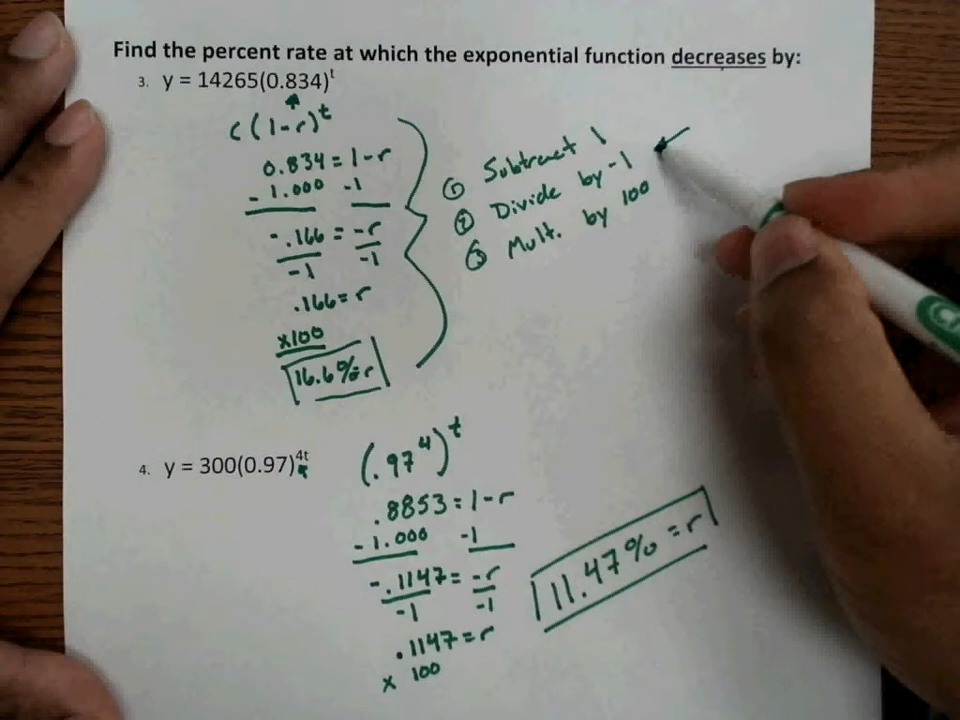 Find the percent rate at which the exponential function decreases by:
3. y = 14265(0.834)^t
C(1-r)^t
0.834 = 1-r
- 1.000 -1
-.166 = -r
-1 -1
.166 = r
x100
16.6% = r
① Subtract 1
② Divide by -1
③ Mult. by 100
4. y = 300(0.97)^4t
(.97^4)^t
.8853 = 1-r
- 1.000 -1
-.1147 = -r
-1 -1
.1147 = r
x 100
11.47% = r